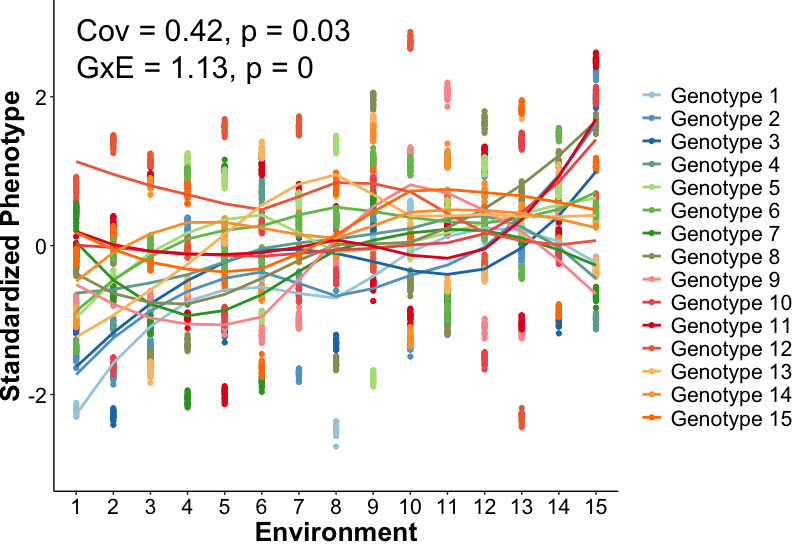 Cov = 0.42, p = 0.03
GxE = 1.13, p = 0
Standardized Phenotype
2
0
-2
1 2 3 4 5 6 7 8 9 10 11 12 13 14 15
Environment
Genotype 1
Genotype 2
Genotype 3
Genotype 4
Genotype 5
Genotype 6
Genotype 7
Genotype 8
Genotype 9
Genotype 10
Genotype 11
Genotype 12
Genotype 13
Genotype 14
Genotype 15